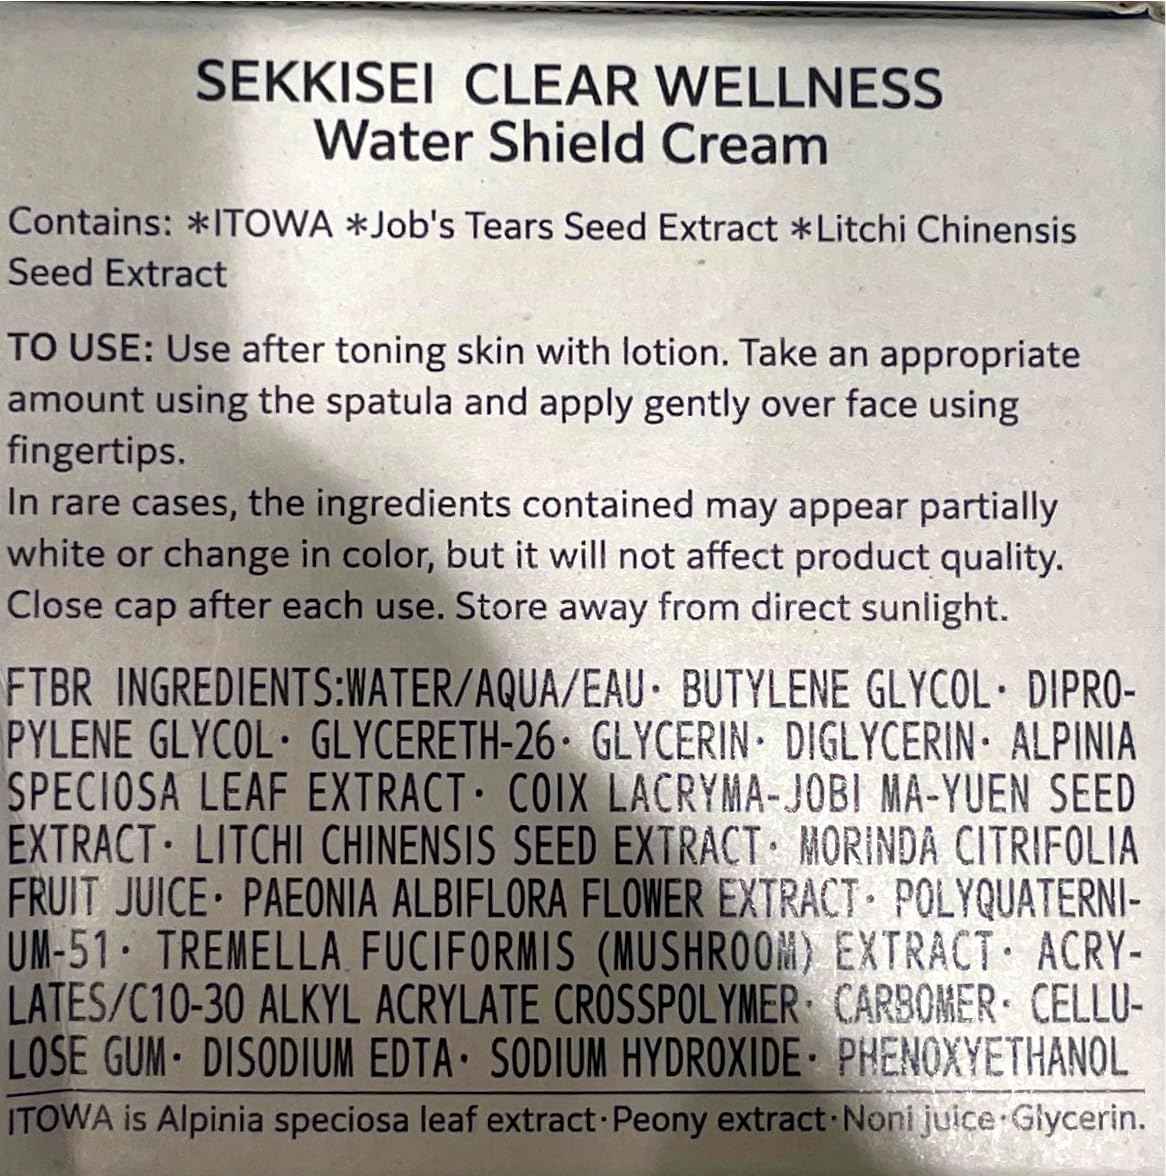 SEKKISEI CLEAR WELLNESS
Water Shield Cream
Contains: *ITOWA *Job's Tears Seed Extract *Litchi Chinensis
Seed Extract
TO USE: Use after toning skin with lotion. Take an appropriate
amount using the spatula and apply gently over face using
fingertips.
In rare cases, the ingredients contained may appear partially
white or change in color, but it will not affect product quality.
Close cap after each use. Store away from direct sunlight.
FTBR INGREDIENTS:WATER/AQUA/EAU· BUTYLENE GLYCOL· DIPRO-
PYLENE GLYCOL· GLYCERETH-26· GLYCERIN· DIGLYCERIN· ALPINIA
SPECIOSA LEAF EXTRACT· COIX LACRYMA-JOBI MA-YUEN SEED
EXTRACT· LITCHI CHINENSIS SEED EXTRACT· MORINDA CITRIFOLIA
FRUIT JUICE· PAEONIA ALBIFLORA FLOWER EXTRACT· POLYQUATERNI-
UM-51· TREMELLA FUCIFORMIS (MUSHROOM) EXTRACT· ACRY-
LATES/C10-30 ALKYL ACRYLATE CROSSPOLYMER· CARBOMER· CELLU-
LOSE GUM· DISODIUM EDTA· SODIUM HYDROXIDE· PHENOXYETHANOL
ITOWA is Alpinia speciosa leaf extract·Peony extract·Noni juice·Glycerin.